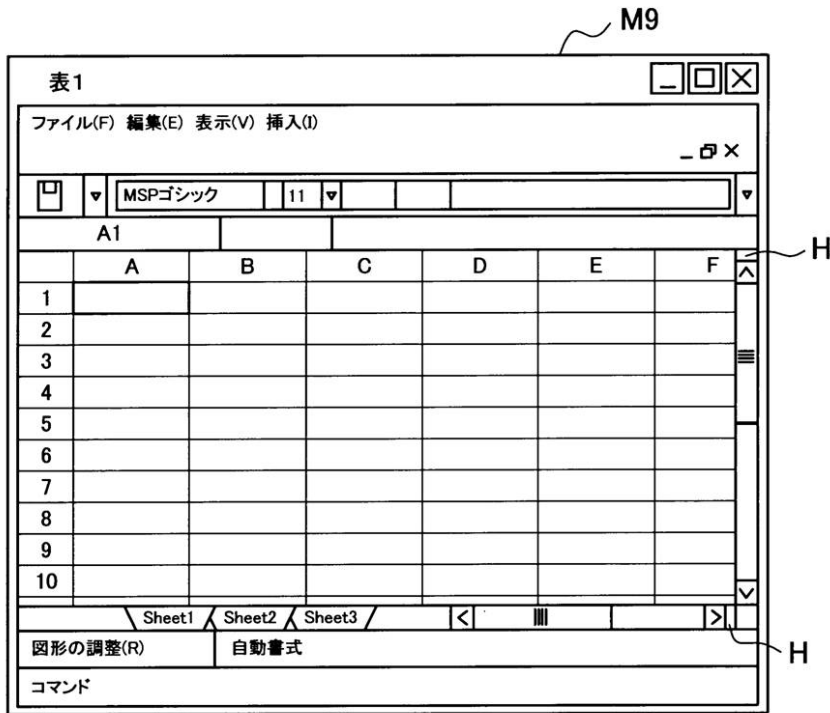 M9
表1
ファイル(F) 編集(E) 表示(V) 挿入(I)
MSPゴシック 11
A1
H
A B C D E F
1
2
3
4
5
6
7
8
9
10
Sheet1 Sheet2 Sheet3
H
図形の調整(R) 自動書式
コマンド